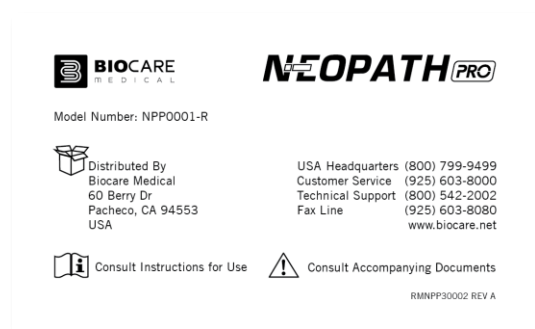 BIOCARE
MEDICAL
NEOPATH PRO
Model Number: NPP0001-R
Distributed By
Biocare Medical
60 Berry Dr
Pacheco, CA 94553
USA
USA Headquarters (800) 799-9499
Customer Service (925) 603-8000
Technical Support (800) 542-2002
Fax Line (925) 603-8080
www.biocare.net
i Consult Instructions for Use
! Consult Accompanying Documents
RMNPP30002 REV A